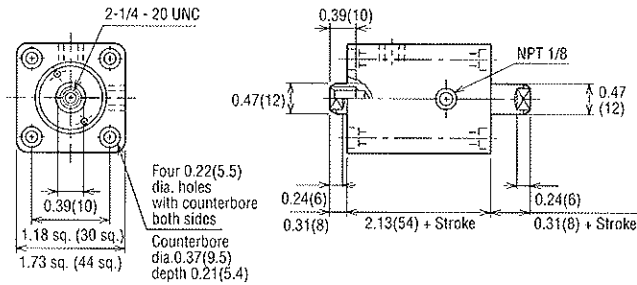 2-1/4 - 20 UNC
0.39(10)
NPT 1/8
0.47(12)
0.47
(12)
Four 0.22(5.5)
dia. holes
with counterbore
both sides
0.39(10)
1.18 sq. (30 sq.)
1.73 sq. (44 sq.)
Counterbore
dia.0.37(9.5)
depth 0.21(5.4)
0.24(6)
0.31(8)
2.13(54) + Stroke
0.24(6)
0.31(8) + Stroke